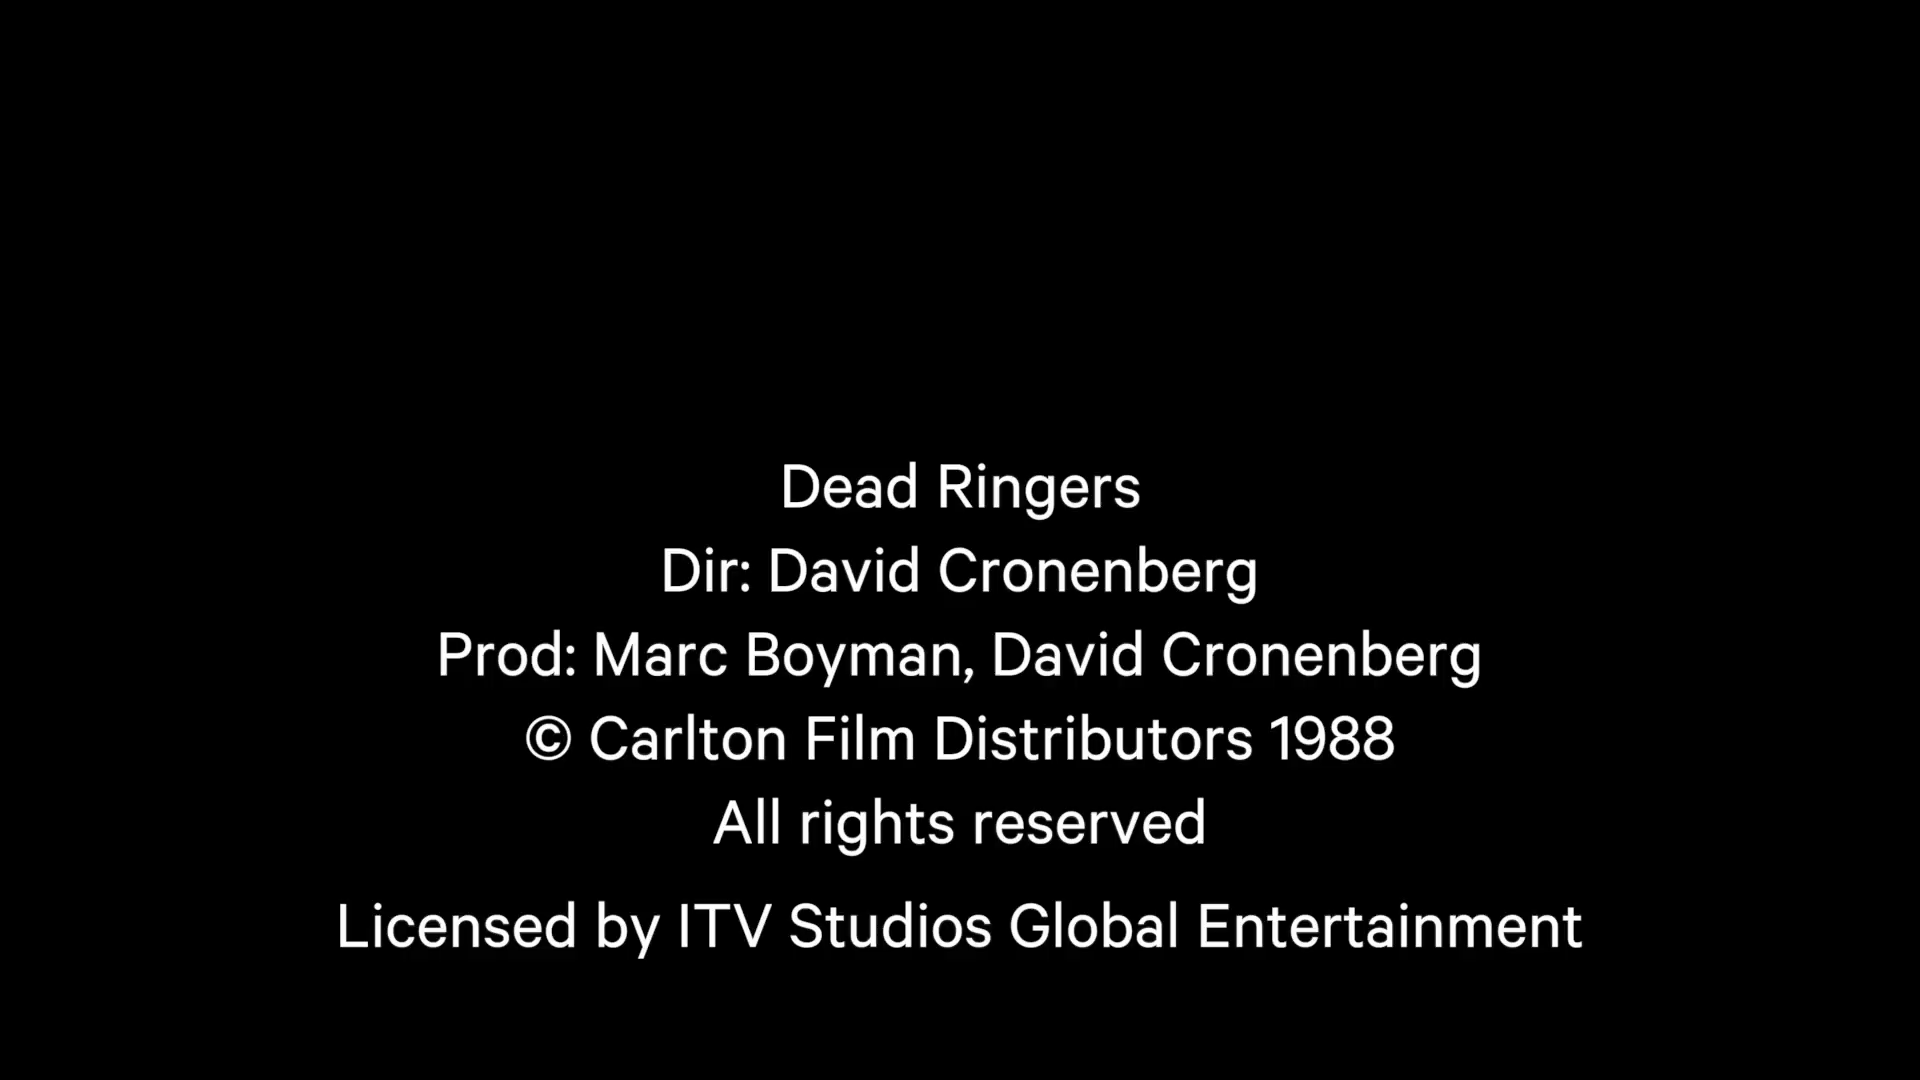 Dead Ringers
Dir: David Cronenberg
Prod: Marc Boyman, David Cronenberg
© Carlton Film Distributors 1988
All rights reserved
Licensed by ITV Studios Global Entertainment